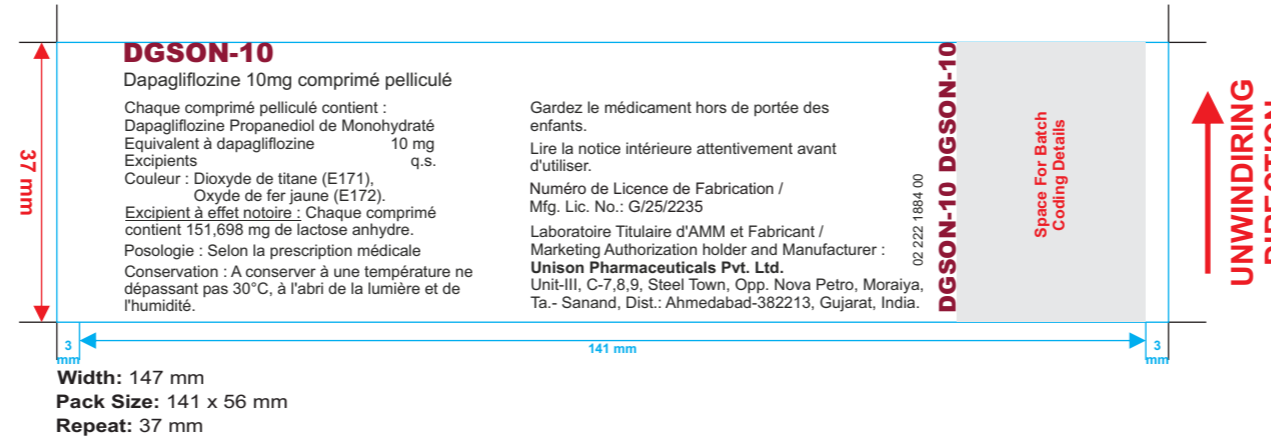 DGSON-10
Dapagliflozine 10mg comprimé pelliculé
Chaque comprimé pelliculé contient :
Dapagliflozine Propanediol de Monohydraté
Equivalent à dapagliflozine 10 mg
Excipients q.s.
Couleur : Dioxyde de titane (E171),
Oxyde de fer jaune (E172).
Excipient à effet notoire : Chaque comprimé
contient 151,698 mg de lactose anhydre.
Posologie : Selon la prescription médicale
Conservation : A conserver à une température ne
dépassant pas 30°C, à l'abri de la lumière et de
l'humidité.
Gardez le médicament hors de portée des
enfants.
Lire la notice intérieure attentivement avant
d'utiliser.
Numéro de Licence de Fabrication /
Mfg. Lic. No.: G/25/2235
Laboratoire Titulaire d'AMM et Fabricant /
Marketing Authorization holder and Manufacturer :
Unison Pharmaceuticals Pvt. Ltd.
Unit-III, C-7,8,9, Steel Town, Opp. Nova Petro, Moraiya,
Ta.- Sanand, Dist.: Ahmedabad-382213, Gujarat, India.
02 222 1884 00
DGSON-10 DGSON-10
Space For Batch
Coding Details
UNWINDIRING
DIRECTION
37 mm
3
mm
141 mm
3
mm
Width: 147 mm
Pack Size: 141 x 56 mm
Repeat: 37 mm